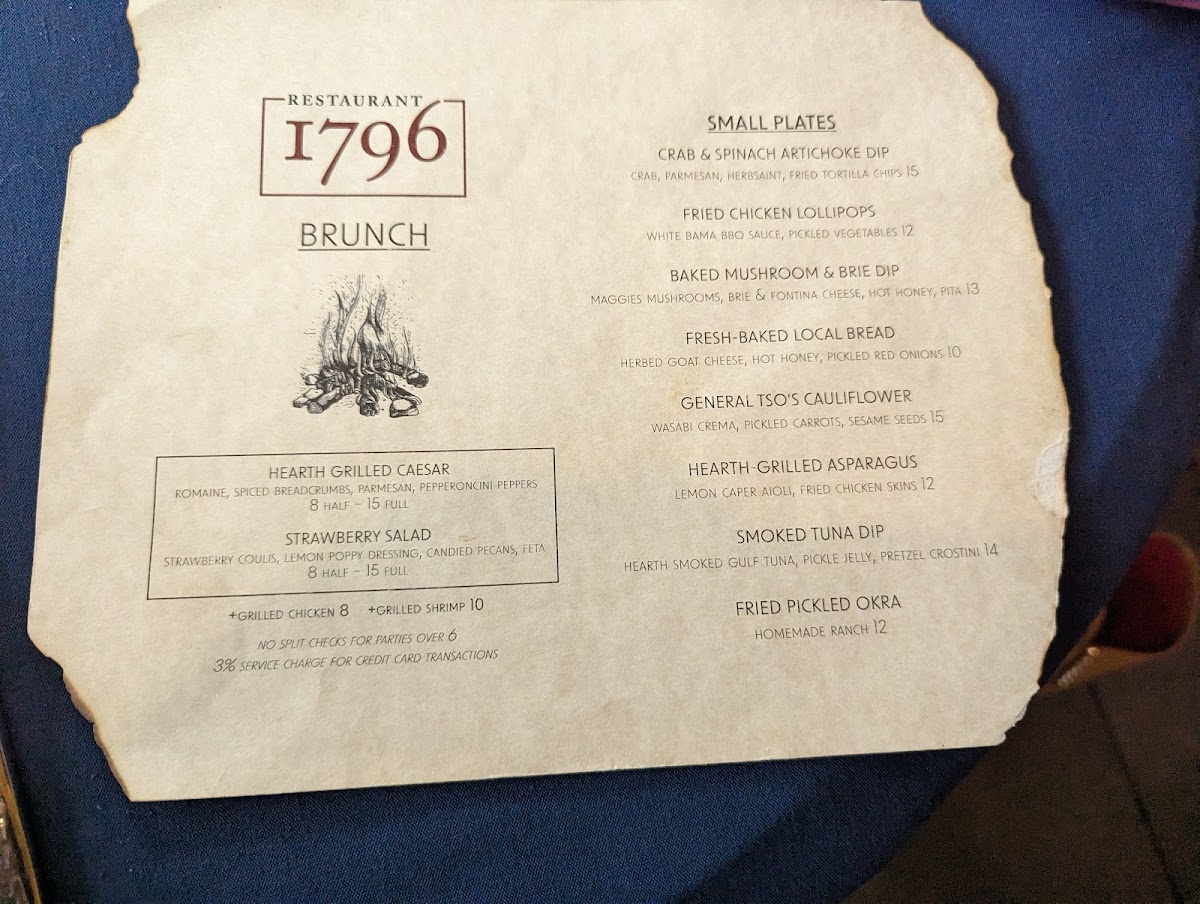 RESTAURANT
1796
BRUNCH
HEARTH GRILLED CAESAR
ROMAINE, SPICED BREADCRUMBS, PARMESAN, PEPPERONCINI PEPPERS
8 HALF – 15 FULL
STRAWBERRY SALAD
STRAWBERRY COULIS, LEMON POPPY DRESSING, CANDIED PECANS, FETA
8 HALF – 15 FULL
+GRILLED CHICKEN 8 +GRILLED SHRIMP 10
NO SPLIT CHECKS FOR PARTIES OVER 6
3% SERVICE CHARGE FOR CREDIT CARD TRANSACTIONS
SMALL PLATES
CRAB & SPINACH ARTICHOKE DIP
CRAB, PARMESAN, HERBSAINT, FRIED TORTILLA CHIPS 15
FRIED CHICKEN LOLLIPOPS
WHITE BAMA BBQ SAUCE, PICKLED VEGETABLES 12
BAKED MUSHROOM & BRIE DIP
MAGGIES MUSHROOMS, BRIE & FONTINA CHEESE, HOT HONEY, PITA 13
FRESH-BAKED LOCAL BREAD
HERBED GOAT CHEESE, HOT HONEY, PICKLED RED ONIONS 10
GENERAL TSO'S CAULIFLOWER
WASABI CREMA, PICKLED CARROTS, SESAME SEEDS 15
HEARTH-GRILLED ASPARAGUS
LEMON CAPER AIOLI, FRIED CHICKEN SKINS 12
SMOKED TUNA DIP
HEARTH SMOKED GULF TUNA, PICKLE JELLY, PRETZEL CROSTINI 14
FRIED PICKLED OKRA
HOMEMADE RANCH 12